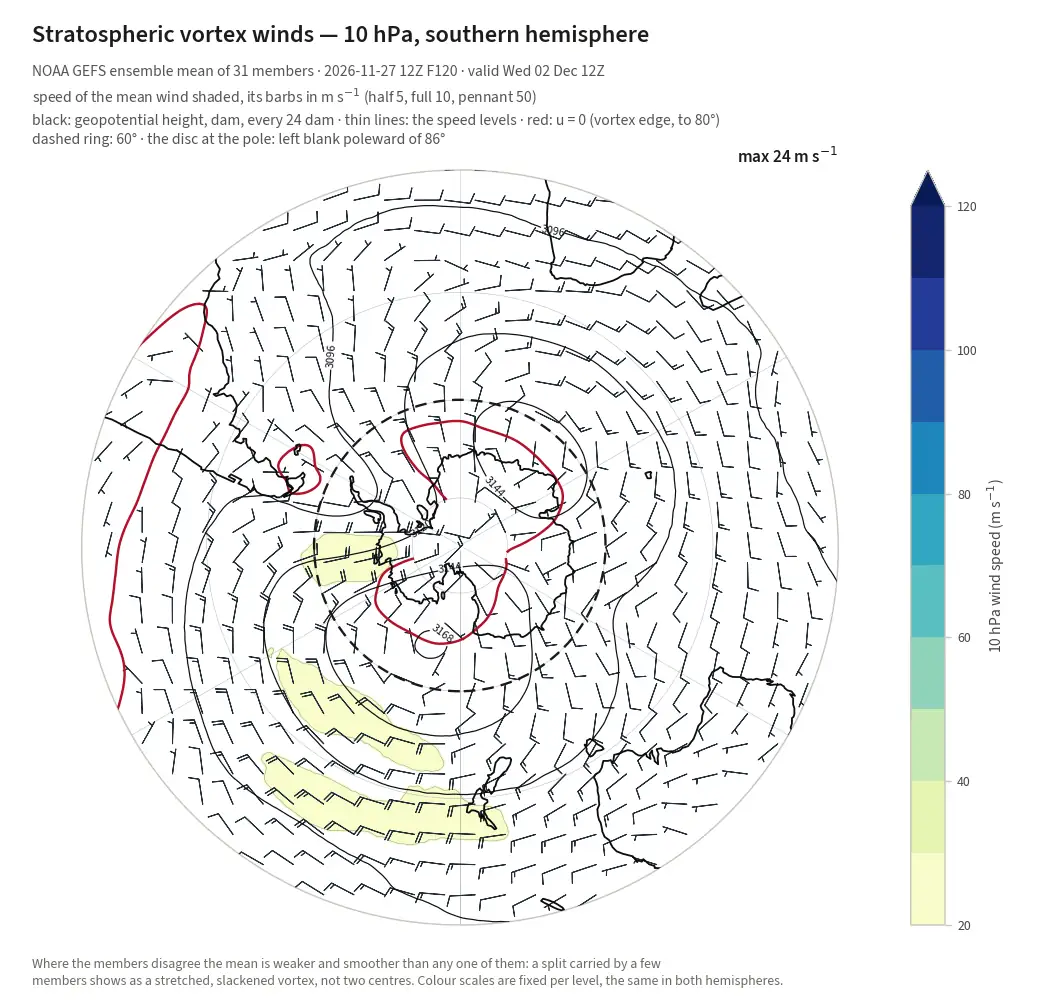 Stratospheric vortex winds — 10 hPa, southern hemisphere
NOAA GEFS ensemble mean of 31 members · 2026-11-27 12Z F120 · valid Wed 02 Dec 12Z
speed of the mean wind shaded, its barbs in m s⁻¹ (half 5, full 10, pennant 50)
black: geopotential height, dam, every 24 dam · thin lines: the speed levels · red: u = 0 (vortex edge, to 80°)
dashed ring: 60° · the disc at the pole: left blank poleward of 86°
max 24 m s⁻¹
120
100
80
60
40
20
10 hPa wind speed (m s⁻¹)
3096
3096
3144
3144
3168
Where the members disagree the mean is weaker and smoother than any one of them: a split carried by a few
members shows as a stretched, slackened vortex, not two centres. Colour scales are fixed per level, the same in both hemispheres.